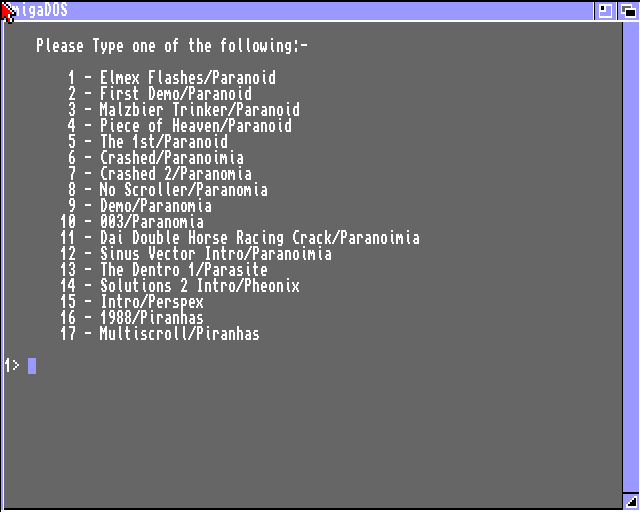 AmigaDOS
Please Type one of the following:-
1 - Elmex Flashes/Paranoid
2 - First Demo/Paranoid
3 - Malzbier Trinker/Paranoid
4 - Piece of Heaven/Paranoid
5 - The 1st/Paranoid
6 - Crashed/Paranoimia
7 - Crashed 2/Paranomia
8 - No Scroller/Paranomia
9 - Demo/Paranomia
10 - 003/Paranomia
11 - Dai Double Horse Racing Crack/Paranoimia
12 - Sinus Vector Intro/Paranoimia
13 - The Dentro 1/Parasite
14 - Solutions 2 Intro/Pheonix
15 - Intro/Perspex
16 - 1988/Piranhas
17 - Multiscroll/Piranhas
1>